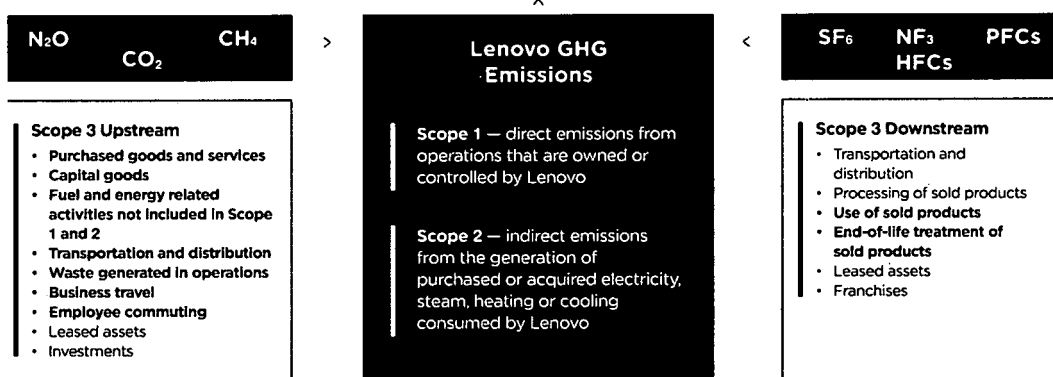 N₂O CH₄
CO₂
Scope 3 Upstream
• Purchased goods and services
• Capital goods
• Fuel and energy related
activities not included in Scope
1 and 2
• Transportation and distribution
• Waste generated in operations
• Business travel
• Employee commuting
• Leased assets
• Investments
>
Lenovo GHG
Emissions
Scope 1 — direct emissions from
operations that are owned or
controlled by Lenovo
Scope 2 — indirect emissions
from the generation of
purchased or acquired electricity,
steam, heating or cooling
consumed by Lenovo
<
SF₆ NF₃ PFCs
HFCs
Scope 3 Downstream
• Transportation and
distribution
• Processing of sold products
• Use of sold products
• End-of-life treatment of
sold products
• Leased assets
• Franchises